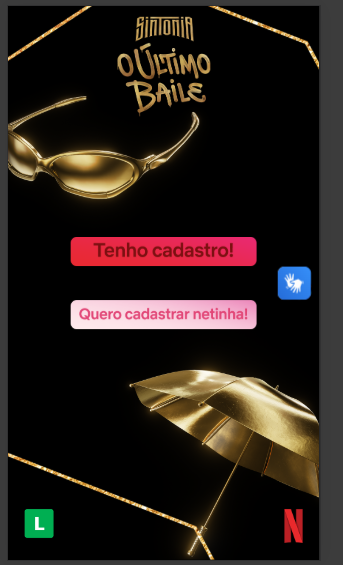 SINTONIA
O ÚLTIMO
BAILE
Tenho cadastro!
Quero cadastrar netinha!
L
N